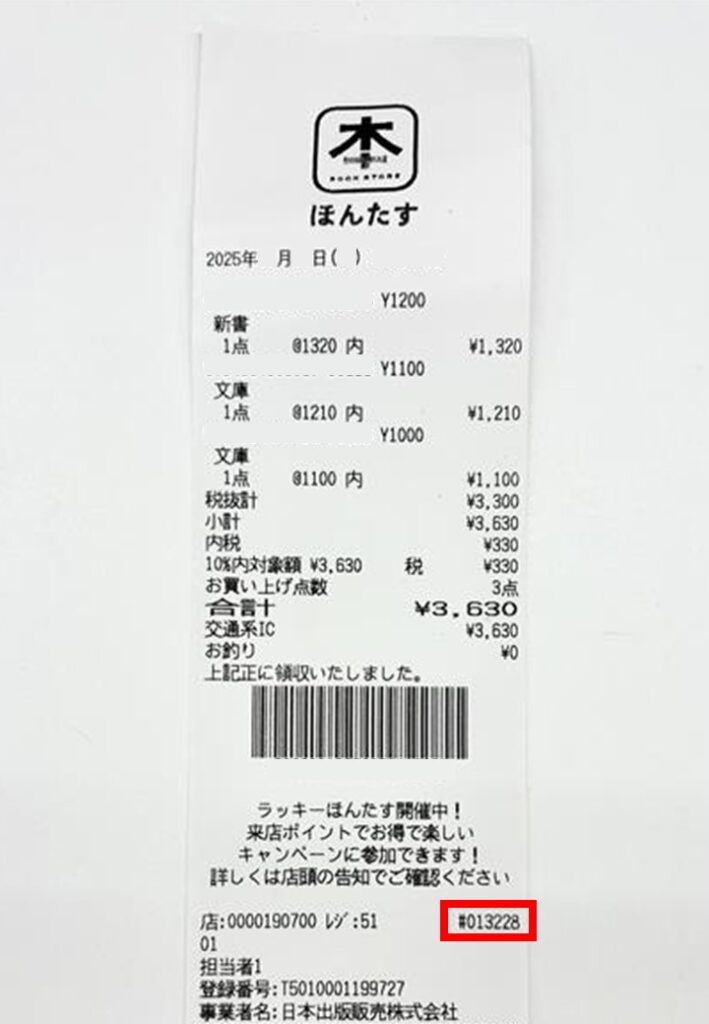 本
BOOK STORE
ほんたす
2025年 月 日( )
¥1200
新書
1点 @1320 内 ¥1,320
¥1100
文庫
1点 @1210 内 ¥1,210
¥1000
文庫
1点 @1100 内 ¥1,100
税抜計 ¥3,300
小計 ¥3,630
内税 ¥330
10%内対象額 ¥3,630 税 ¥330
お買い上げ点数 3点
合計 ¥3,630
交通系IC ¥3,630
お釣り ¥0
上記正に領収いたしました。
ラッキーほんたす開催中!
来店ポイントでお得で楽しい
キャンペーンに参加できます!
詳しくは店頭の告知でご確認ください
店:0000190700 レジ:51 #013228
01
担当者1
登録番号:T5010001199727
事業者名:日本出版販売株式会社